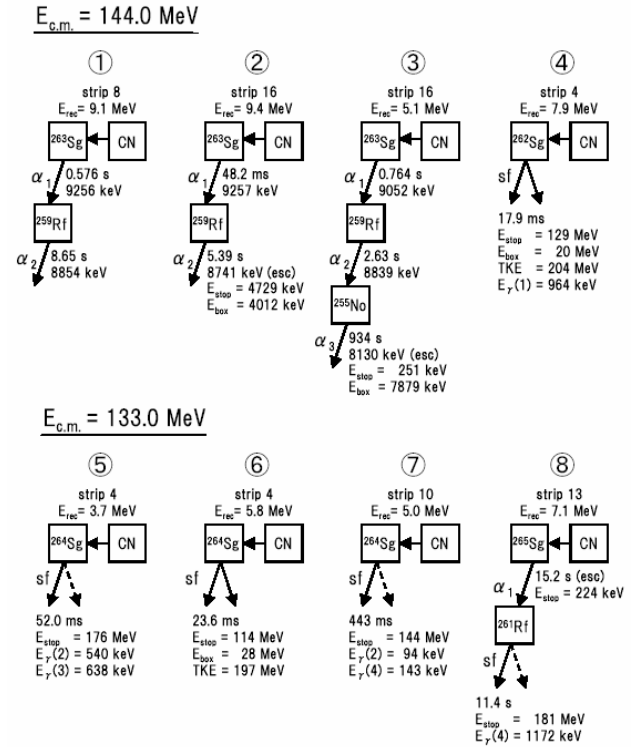 E_c.m. = 144.0 MeV
①
strip 8
E_rec= 9.1 MeV
²⁶³Sg
CN
α₁
0.576 s
9256 keV
²⁵⁹Rf
α₂
8.65 s
8854 keV
②
strip 16
E_rec= 9.4 MeV
²⁶³Sg
CN
α₁
48.2 ms
9257 keV
²⁵⁹Rf
α₂
5.39 s
8741 keV (esc)
E_stop = 4729 keV
E_box = 4012 keV
③
strip 16
E_rec= 5.1 MeV
²⁶³Sg
CN
α₁
0.764 s
9052 keV
²⁵⁹Rf
α₂
2.63 s
8839 keV
²⁵⁵No
α₃
934 s
8130 keV (esc)
E_stop = 251 keV
E_box = 7879 keV
④
strip 4
E_rec= 7.9 MeV
²⁶²Sg
CN
sf
17.9 ms
E_stop = 129 MeV
E_box = 20 MeV
TKE = 204 MeV
E_γ(1) = 964 keV
E_c.m. = 133.0 MeV
⑤
strip 4
E_rec= 3.7 MeV
²⁶⁴Sg
CN
sf
52.0 ms
E_stop = 176 MeV
E_γ(2) = 540 keV
E_γ(3) = 638 keV
⑥
strip 4
E_rec= 5.8 MeV
²⁶⁴Sg
CN
sf
23.6 ms
E_stop = 114 MeV
E_box = 28 MeV
TKE = 197 MeV
⑦
strip 10
E_rec= 5.0 MeV
²⁶⁴Sg
CN
sf
443 ms
E_stop = 144 MeV
E_γ(2) = 94 keV
E_γ(4) = 143 keV
⑧
strip 13
E_rec= 7.1 MeV
²⁶⁵Sg
CN
α₁
15.2 s (esc)
E_stop = 224 keV
²⁶¹Rf
sf
11.4 s
E_stop = 181 MeV
E_γ(4) = 1172 keV